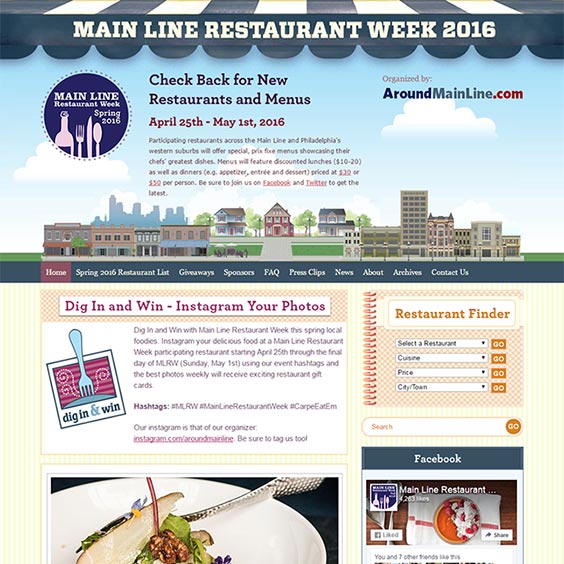 MAIN LINE RESTAURANT WEEK 2016
MAIN LINE
Restaurant Week
Spring
2016
Check Back for New
Restaurants and Menus
April 25th - May 1st, 2016
Participating restaurants across the Main Line and Philadelphia's
western suburbs will offer special, prix fixe menus showcasing their
chefs' greatest dishes. Menus will feature discounted lunches ($10-20)
as well as dinners (e.g. appetizer, entrée and dessert) priced at $30 or
$50 per person. Be sure to join us on Facebook and Twitter to get the
latest.
Organized by:
AroundMainLine.com
Home Spring 2016 Restaurant List Giveaways Sponsors FAQ Press Clips News About Archives Contact Us
Dig In and Win - Instagram Your Photos
dig in & win
Dig In and Win with Main Line Restaurant Week this spring local
foodies. Instagram your delicious food at a Main Line Restaurant
Week participating restaurant starting April 25th through the final
day of MLRW (Sunday, May 1st) using our event hashtags and
the best photos weekly will receive exciting restaurant gift
cards.
Hashtags: #MLRW #MainLineRestaurantWeek #CarpeEatEm
Our instagram is that of our organizer:
instagram.com/aroundmainline. Be sure to tag us too!
Restaurant Finder
Select a Restaurant GO
Cuisine GO
Price GO
City/Town GO
Search GO
Facebook
MAIN LINE
Main Line Restaurant ...
4,263 likes
Liked
Share
You and 7 other friends like this